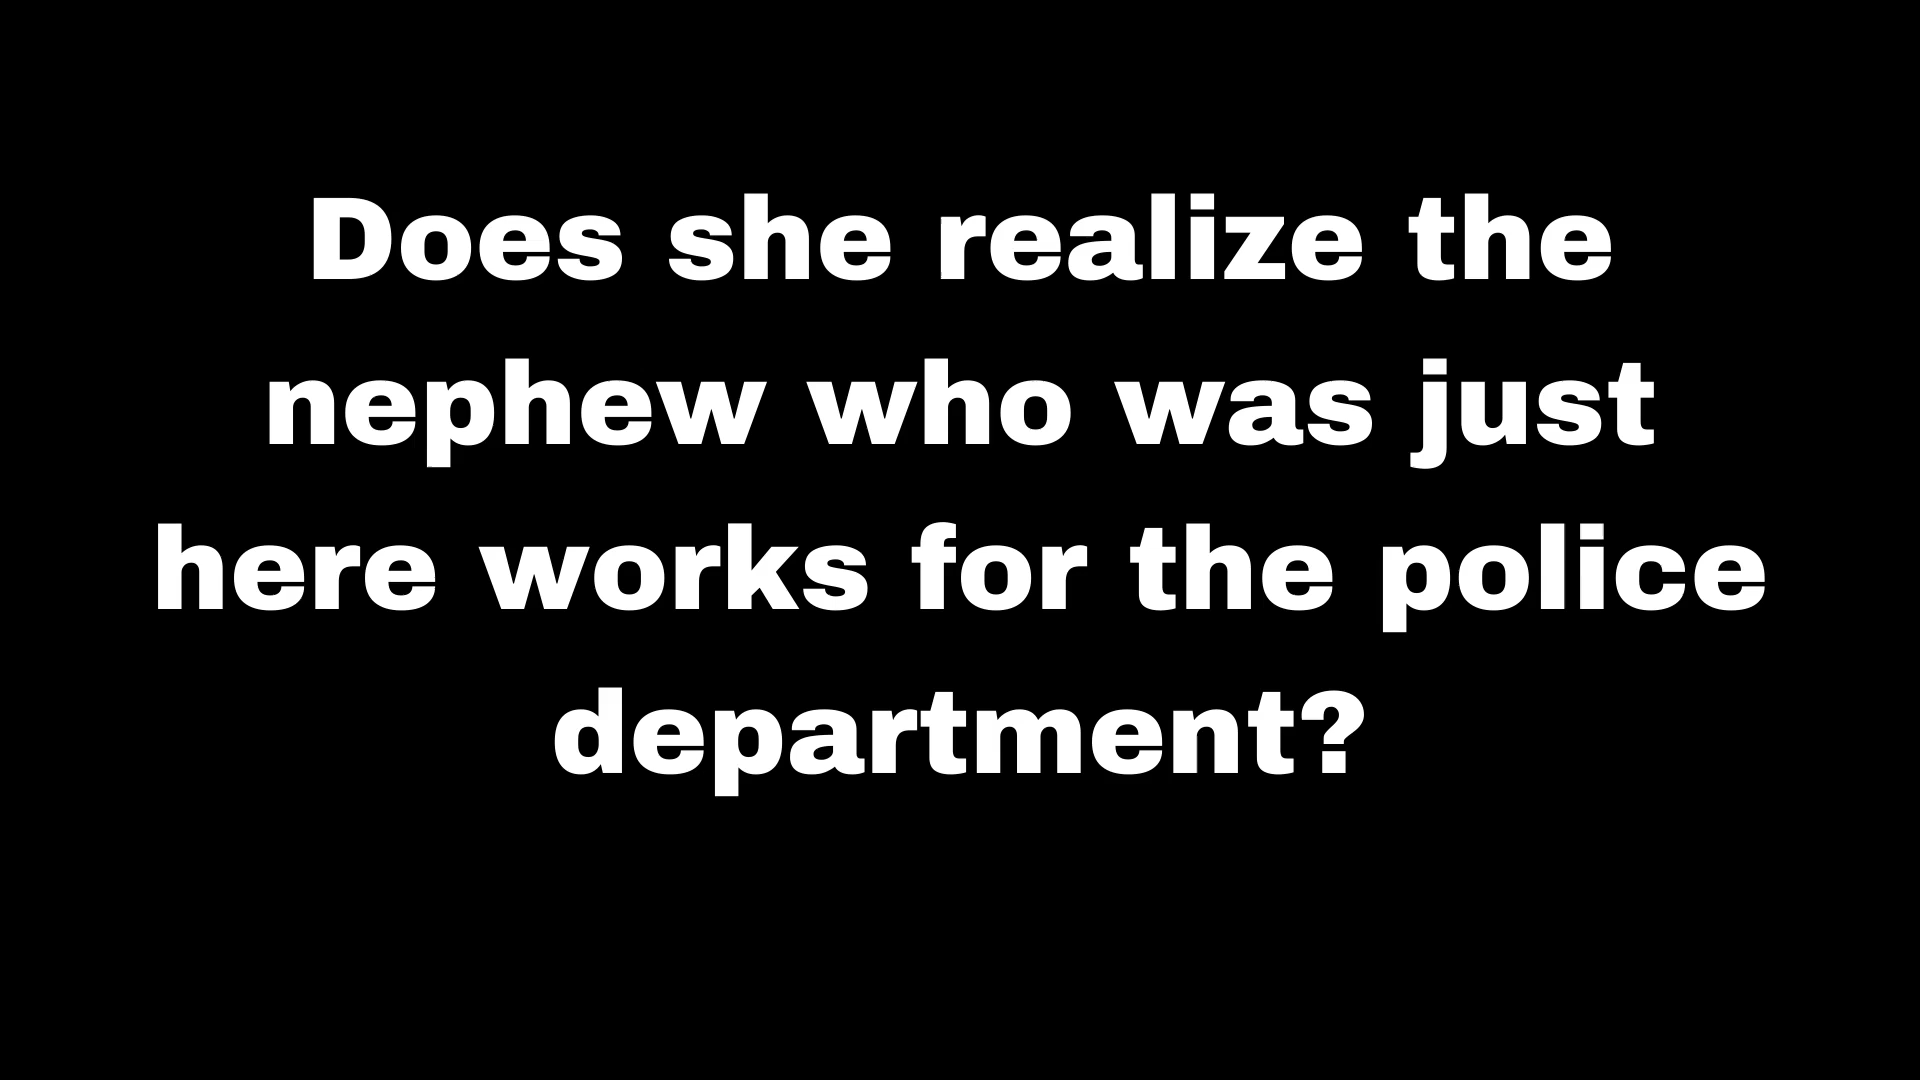 Does she realize the
nephew who was just
here works for the police
department?